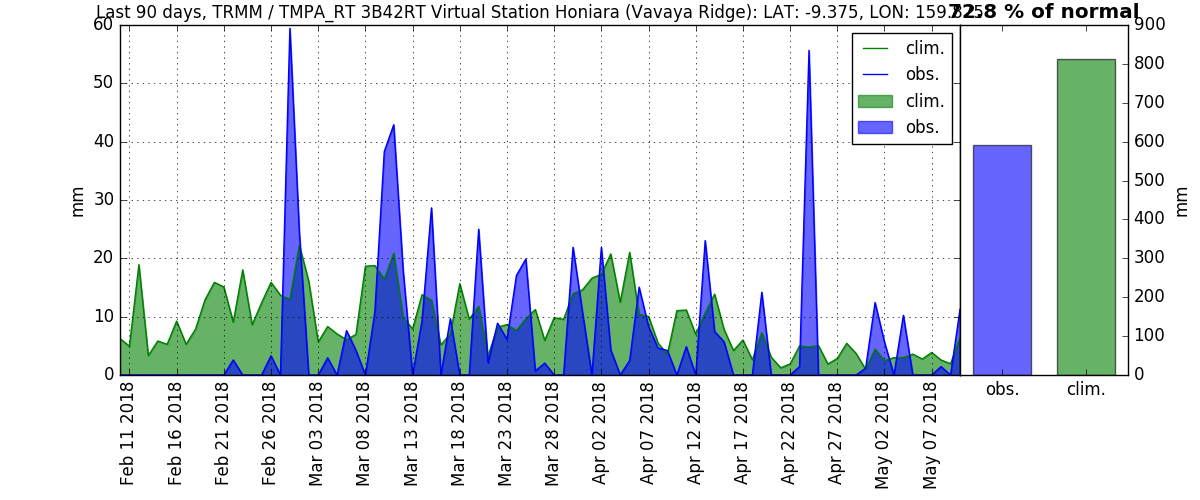 Last 90 days, TRMM / TMPA_RT 3B42RT Virtual Station Honiara (Vavaya Ridge): LAT: -9.375, LON:
72.8 % of normal
60
50
40
30
20
10
0
mm
clim.
obs.
clim.
obs.
900
800
700
600
500
400
300
200
100
0
mm
Feb 11 2018
Feb 16 2018
Feb 21 2018
Feb 26 2018
Mar 03 2018
Mar 08 2018
Mar 13 2018
Mar 18 2018
Mar 23 2018
Mar 28 2018
Apr 02 2018
Apr 07 2018
Apr 12 2018
Apr 17 2018
Apr 22 2018
Apr 27 2018
May 02 2018
May 07 2018
obs.
clim.